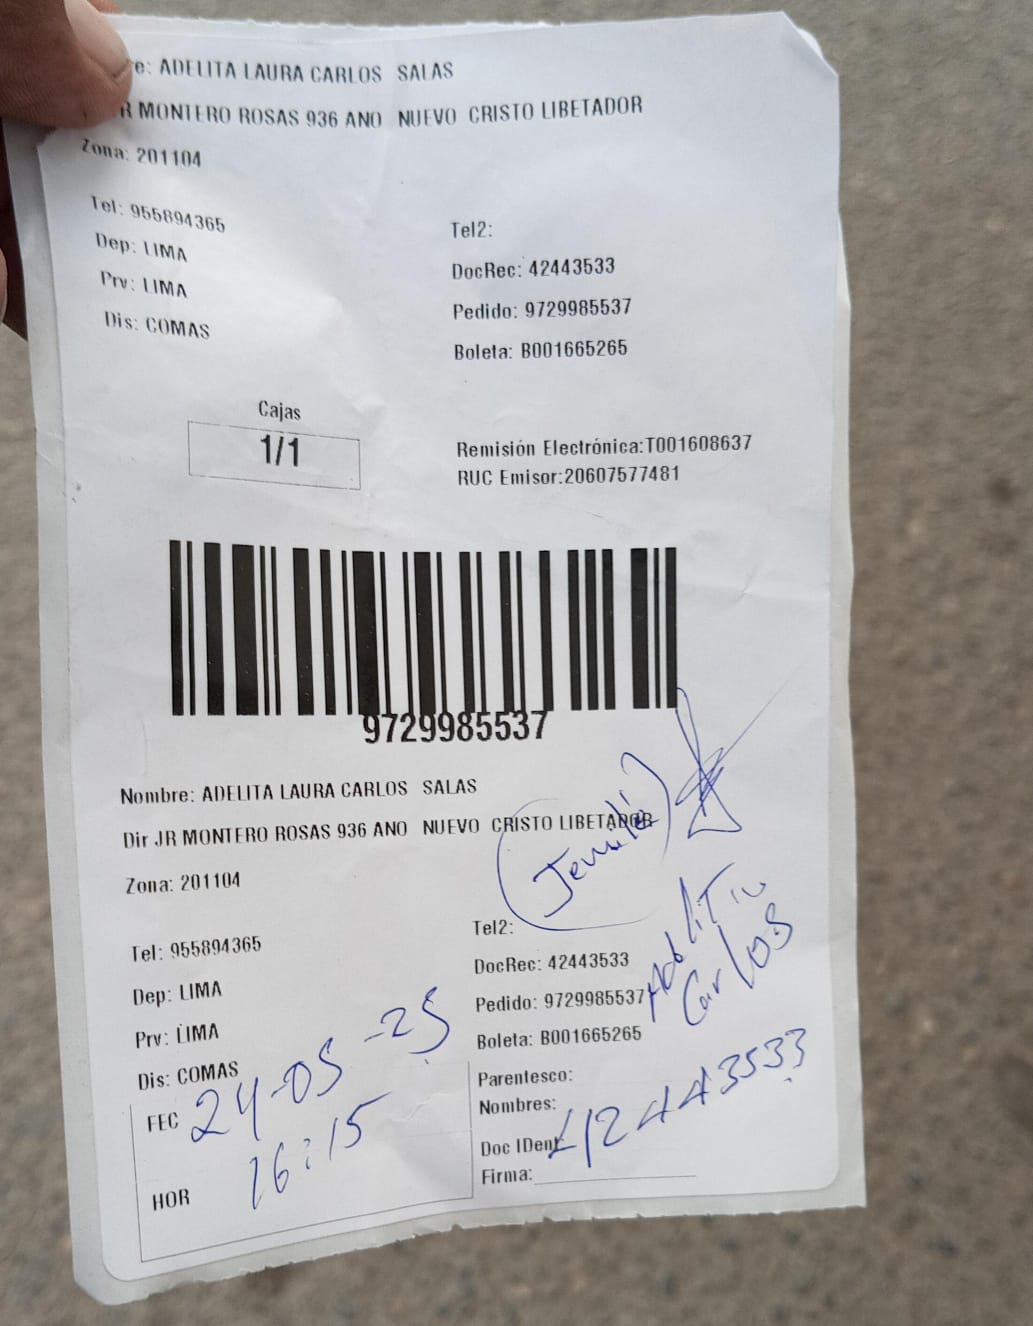 e: ADELITA LAURA CARLOS SALAS
R MONTERO ROSAS 936 ANO NUEVO CRISTO LIBETADOR
Zona: 201104
Tel: 955894365
Tel2:
Dep: LIMA
DocRec: 42443533
Prv: LIMA
Pedido: 9729985537
Dis: COMAS
Boleta: B001665265
Cajas
1/1
Remisión Electrónica:T001608637
RUC Emisor:20607577481
9729985537
Nombre: ADELITA LAURA CARLOS SALAS
Dir JR MONTERO ROSAS 936 ANO NUEVO CRISTO LIBETADOR
Zona: 201104
Tel: 955894365
Tel2:
Dep: LIMA
DocRec: 42443533
Prv: LIMA
Pedido: 9729985537
Dis: COMAS
Boleta: B001665265
Carlos
FEC 24-05-25
HOR 16:15
Parentesco:
Nombres:
Doc IDent 42443533
Firma: